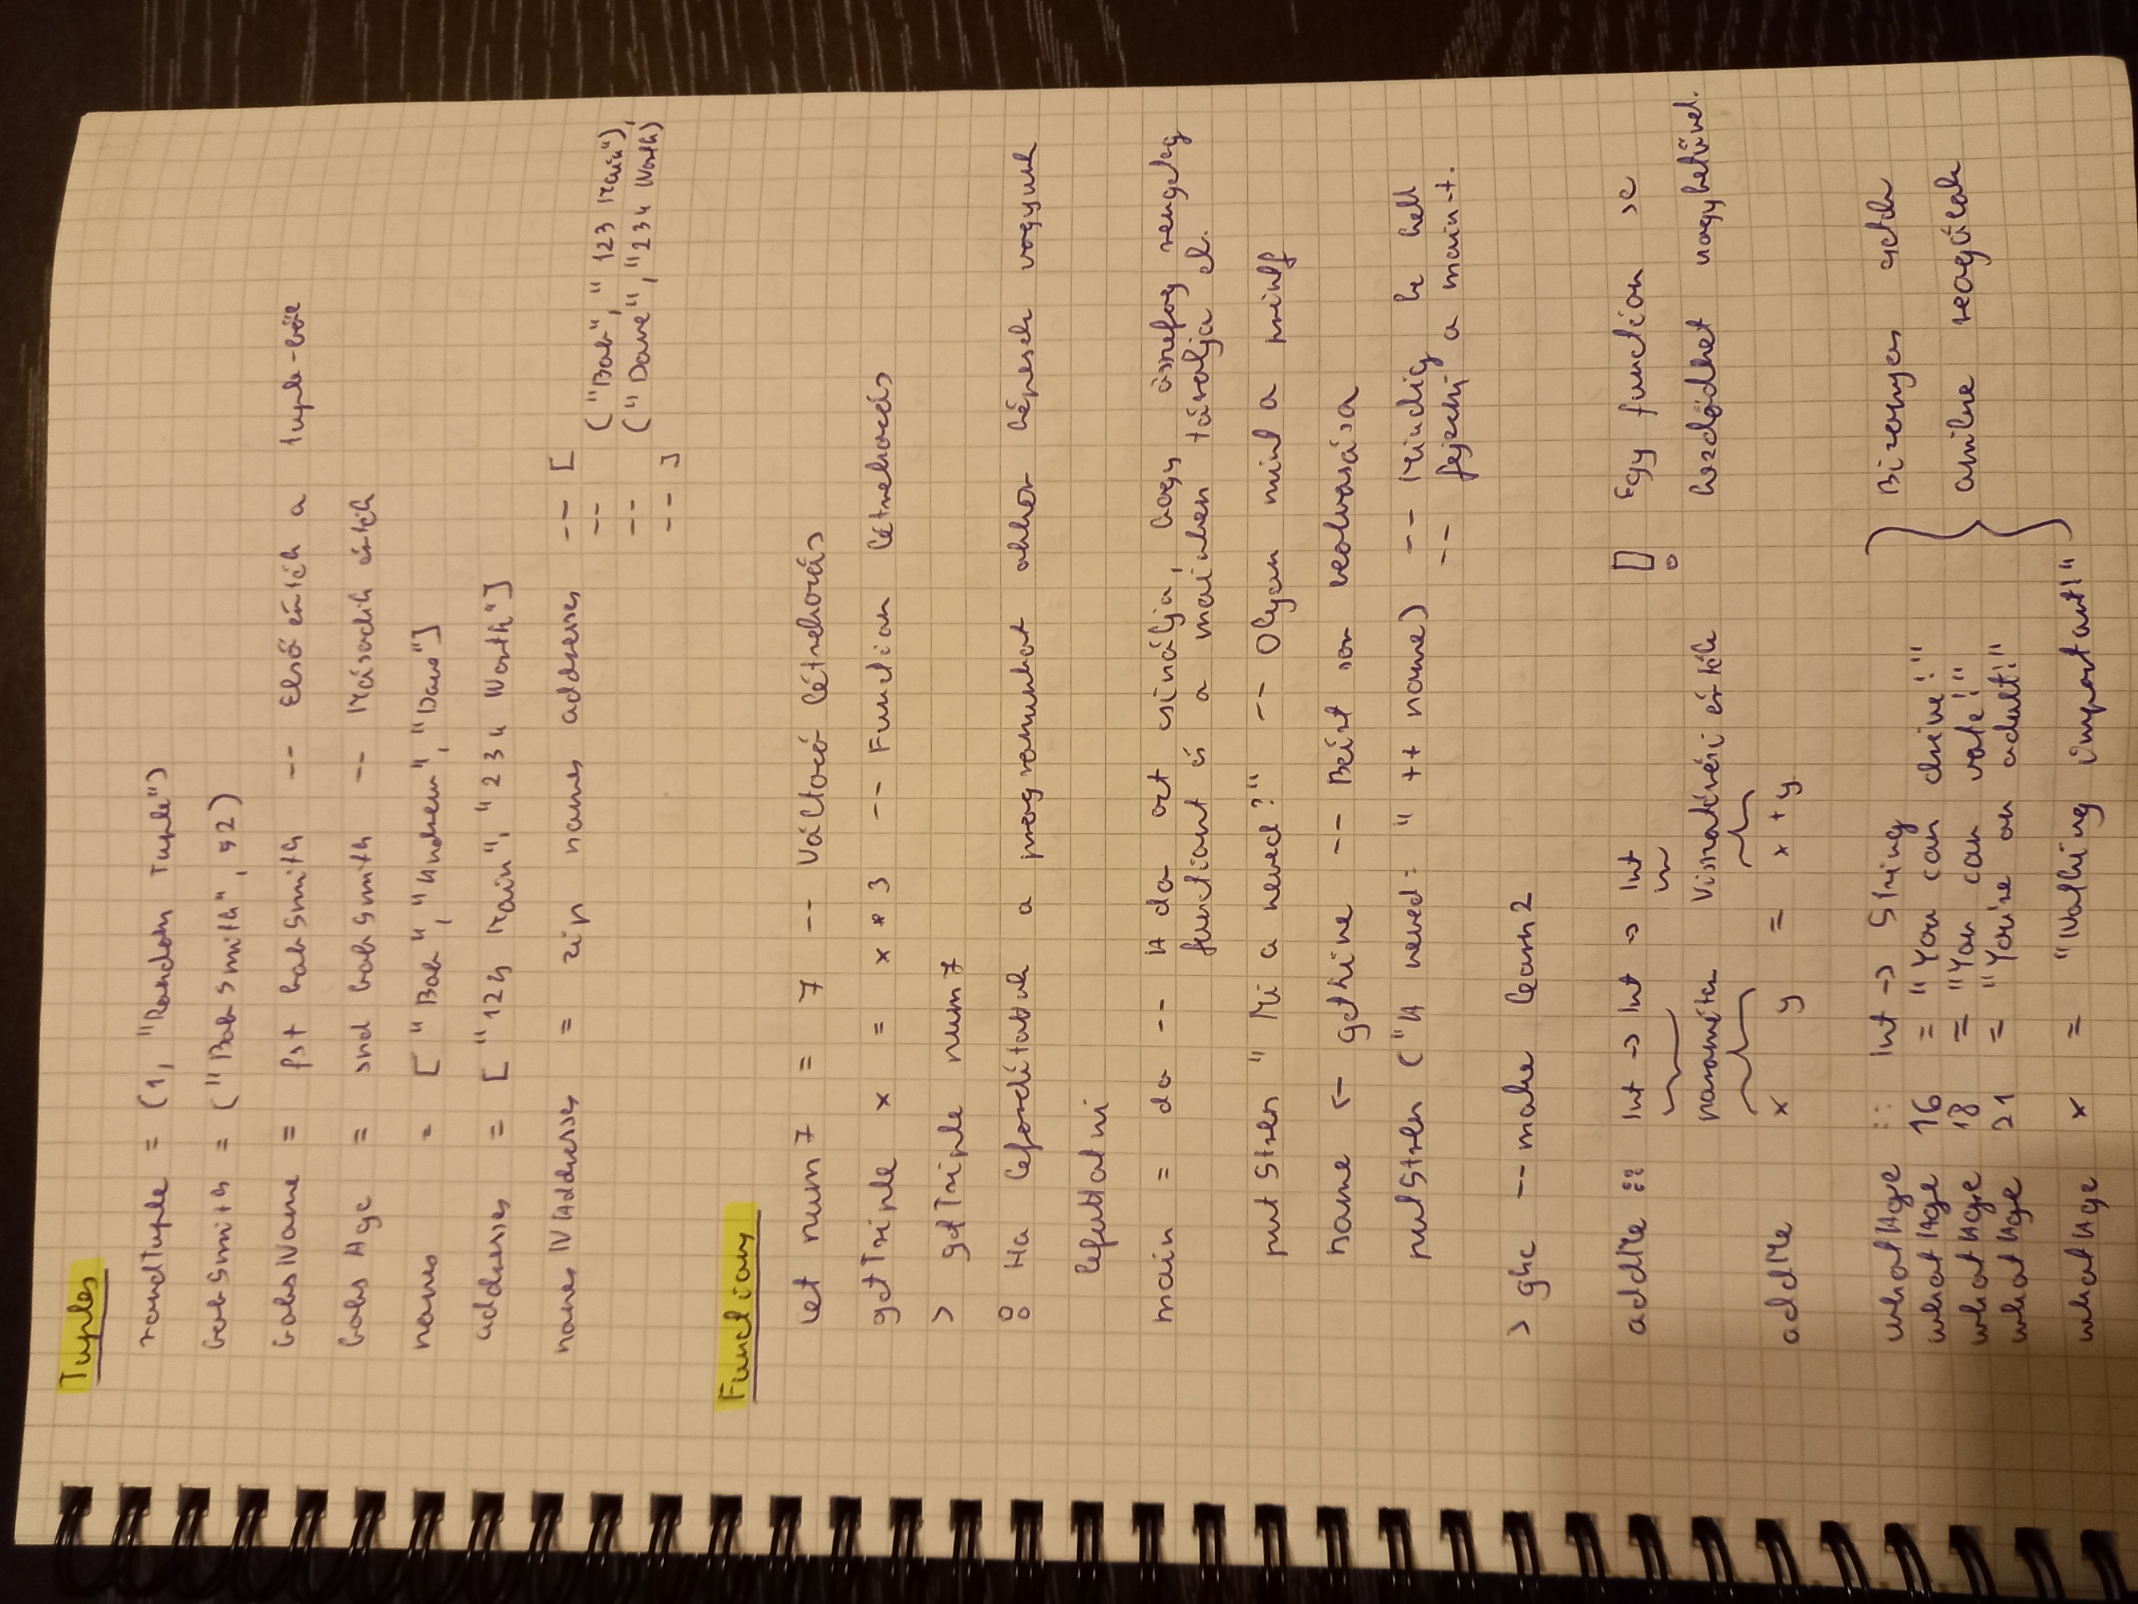 Tuples
randTuple = (1, "Random Tuple")
bobSmith = ("Bob Smith", 52)
bobsName = fst bobSmith -- Első érték a tuple-ből
bobs Age = snd bobSmith -- Második érték
names = ["Bob", "Andrew", "Dave"]
addresses = ["123 Main", "234 North"]
names N Addresses = zip names addresses -- [
-- ("Bob", "123 Main"),
-- ("Dave", "234 North)
-- ]
Functions
let num7 = 7 -- Változó létrehozás
getTriple x = x * 3 -- Function létrehozás
> getTriple num7
Ha lefordítottuk a programunkat akkor képesek vagyunk
lefuttatni
main = do -- A do azt csinálja, hogy összefog rengeteg
functiont és a mainben tárolja el.
putStrLn "Mi a neved?" -- Olyan mint a printf
name <- getLine -- Beírt sor beolvasása
putStrLn ("A neved: " ++ name) -- Mindig be kell
-- fejezni a main-t.
> ghc --make learn2
addMe :: Int -> Int -> Int ! Egy function se
paraméter Visszatérési érték kezdődhet nagybetűvel.
addMe x y = x + y
whatAge :: Int -> String Bizonyos esetek
whatAge 16 = "You can drive!"
whatAge 18 = "You can vote!" amikre reagálok
whatAge 21 = "You're an adult!"
whatAge x = "Nothing important!"